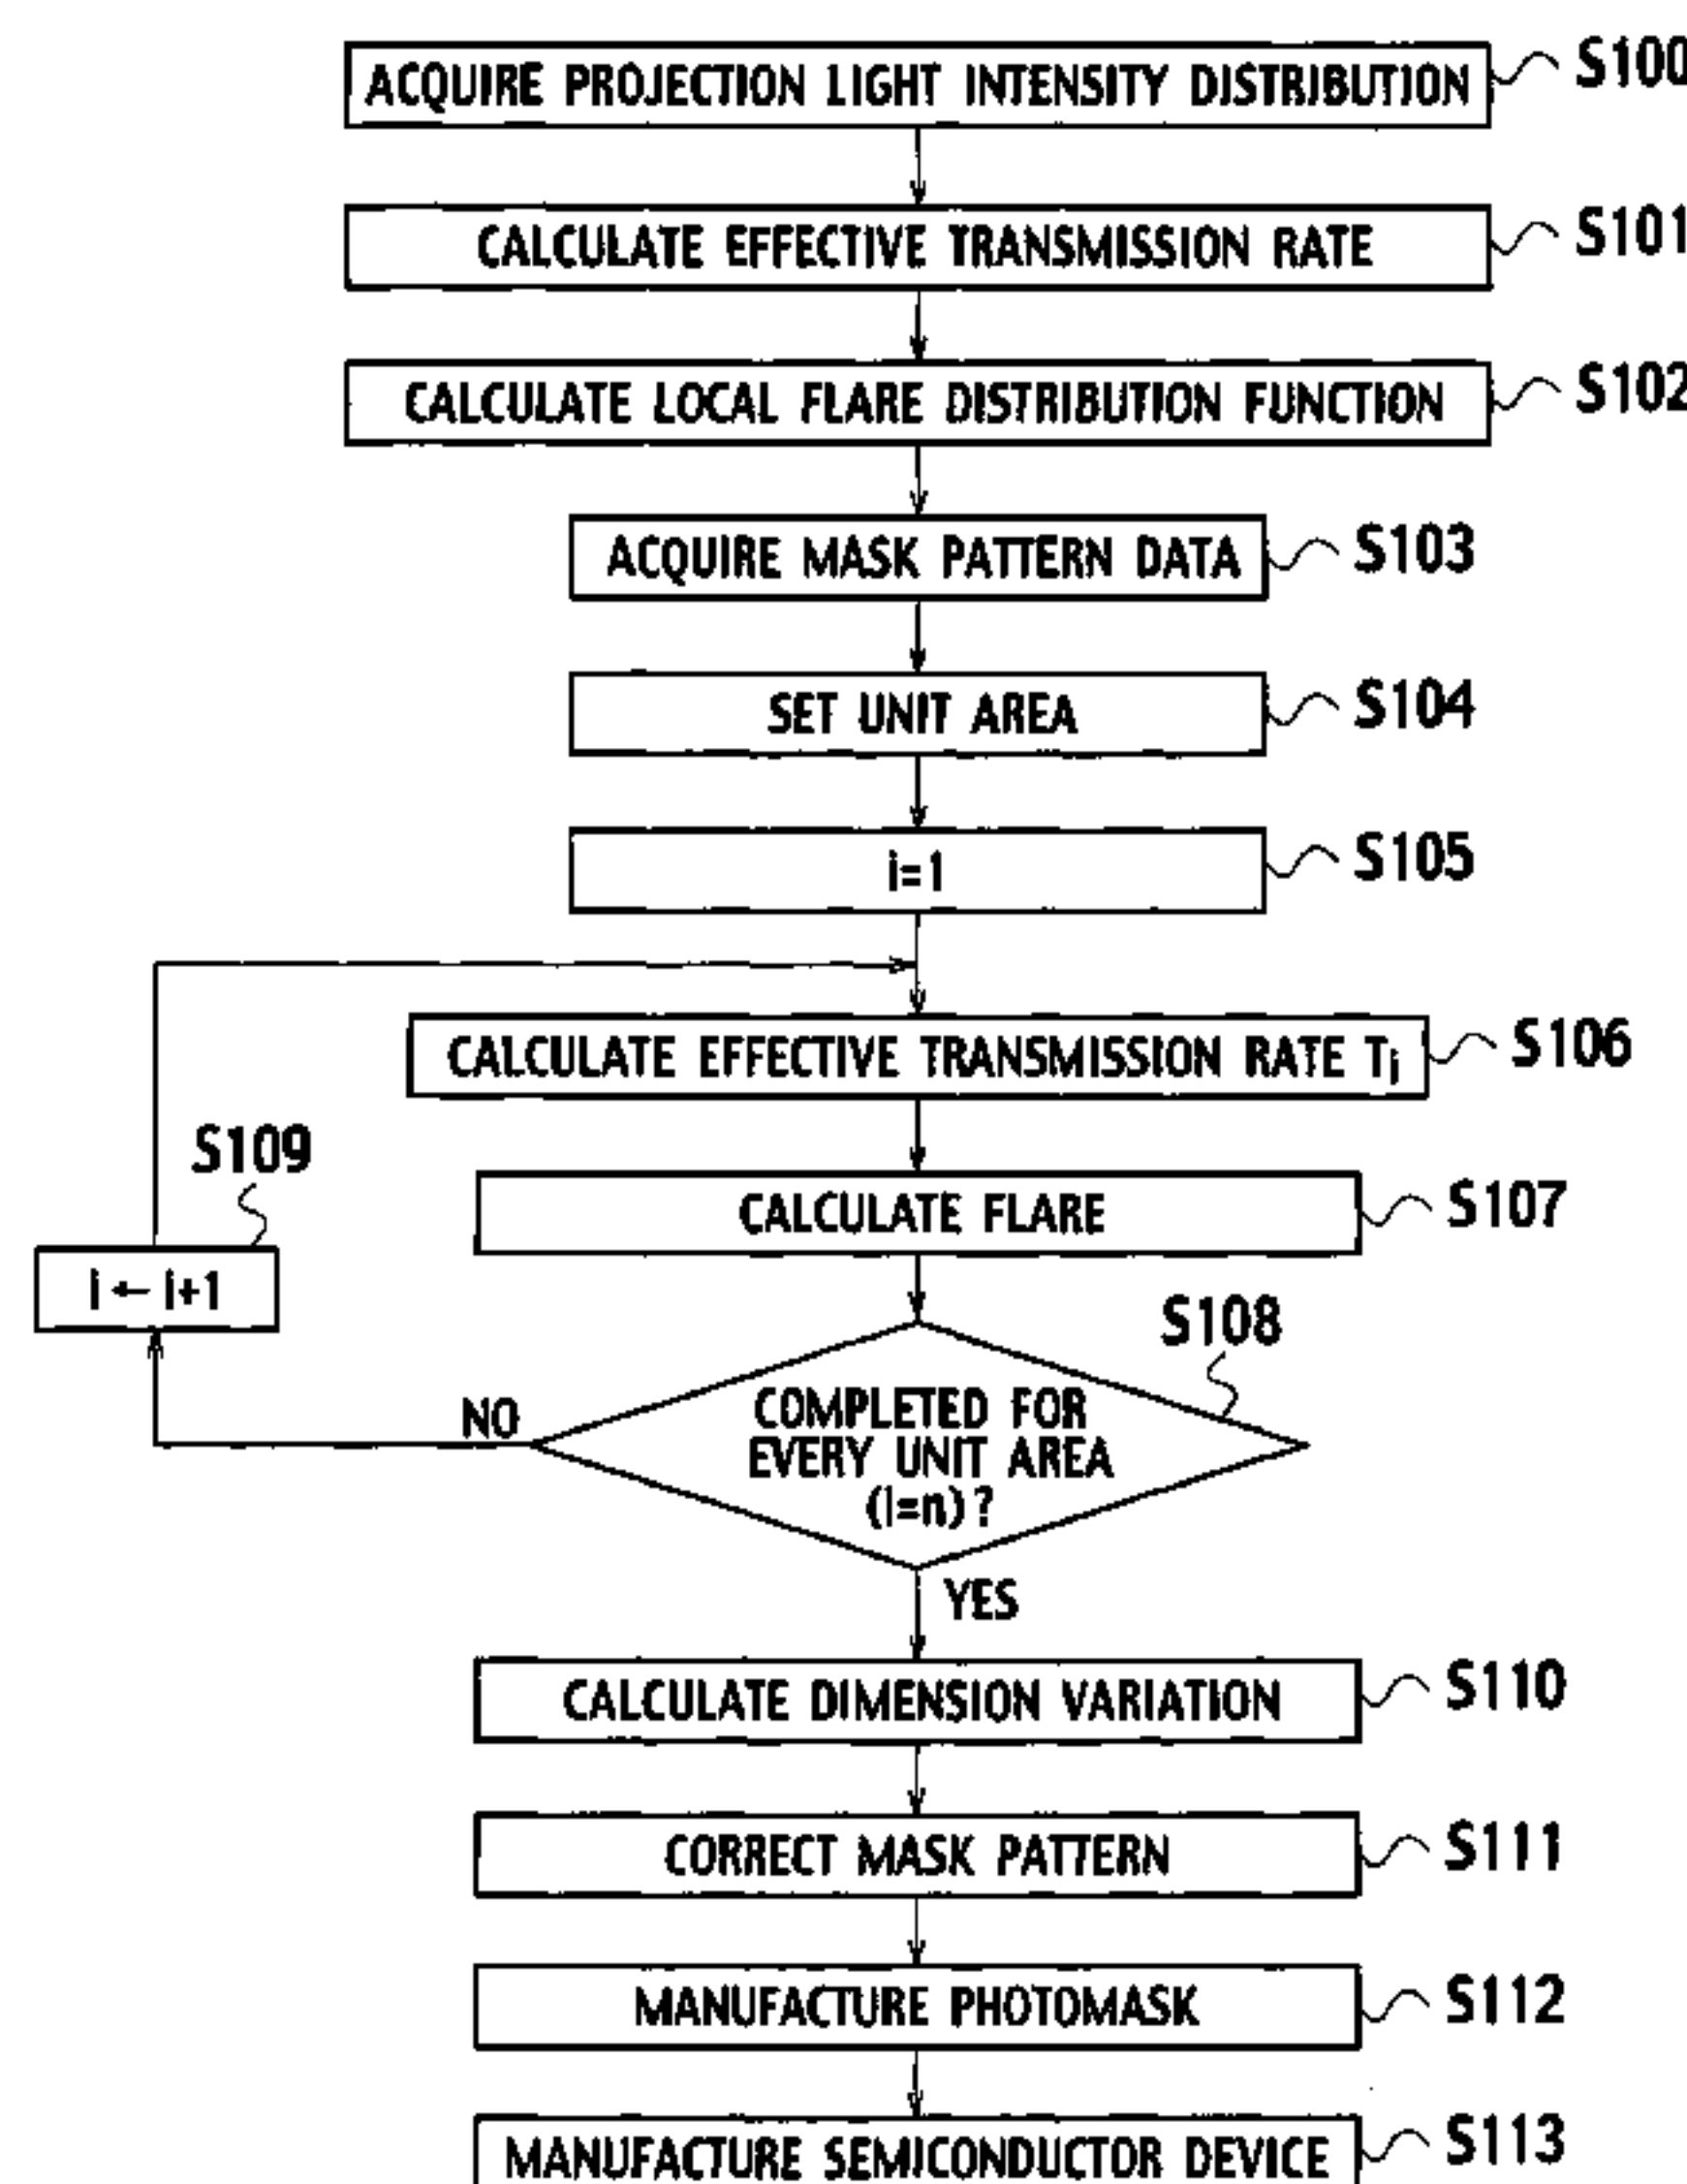 ACQUIRE PROJECTION LIGHT INTENSITY DISTRIBUTION S100
CALCULATE EFFECTIVE TRANSMISSION RATE S101
CALCULATE LOCAL FLARE DISTRIBUTION FUNCTION S102
ACQUIRE MASK PATTERN DATA S103
SET UNIT AREA S104
i=1 S105
CALCULATE EFFECTIVE TRANSMISSION RATE Ti S106
S109
CALCULATE FLARE S107
i ← i+1
S108
NO
COMPLETED FOR
EVERY UNIT AREA
(i=n)?
YES
CALCULATE DIMENSION VARIATION S110
CORRECT MASK PATTERN S111
MANUFACTURE PHOTOMASK S112
MANUFACTURE SEMICONDUCTOR DEVICE S113